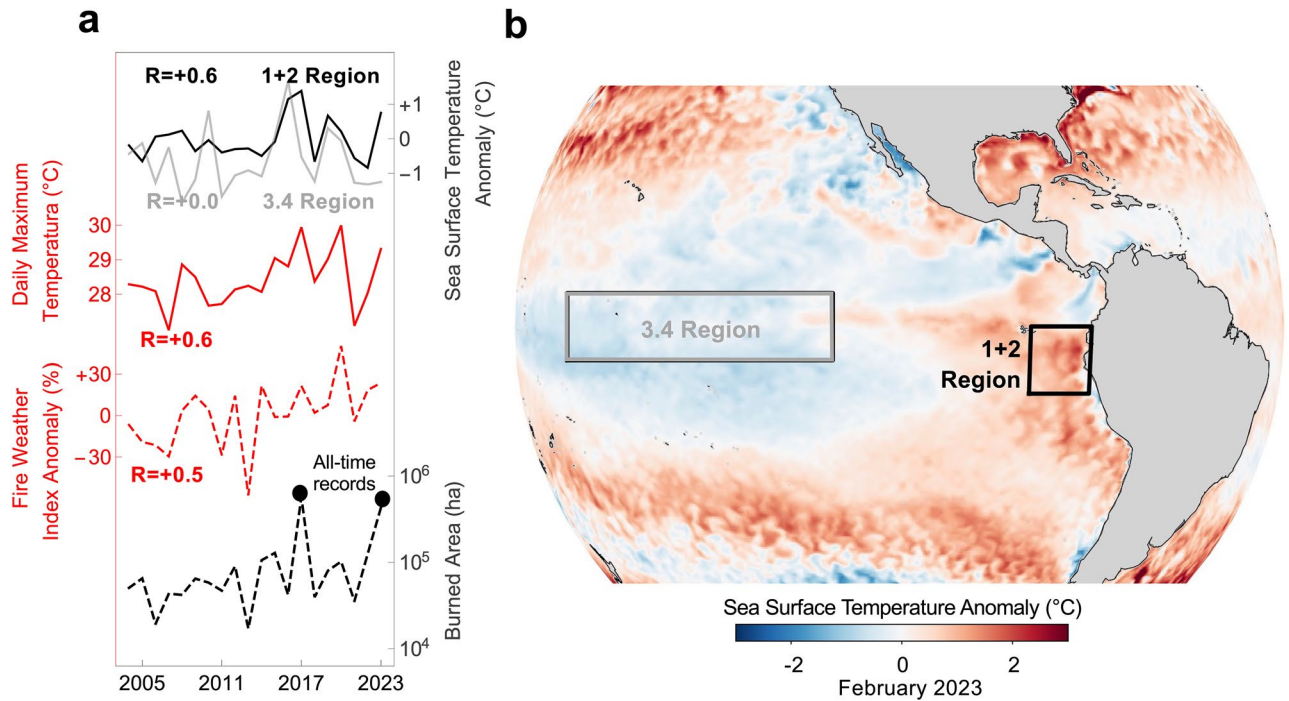 a
R=+0.6
1+2 Region
+1
0
−1
Sea Surface Temperature
Anomaly (°C)
R=+0.0
3.4 Region
Daily Maximum
Temperatura (°C)
30
29
28
R=+0.6
Fire Weather
Index Anomaly (%)
+30
0
−30
R=+0.5
All-time
records
10⁶
10⁵
10⁴
Burned Area (ha)
2005
2011
2017
2023
b
3.4 Region
1+2
Region
Sea Surface Temperature Anomaly (°C)
-2
0
2
February 2023